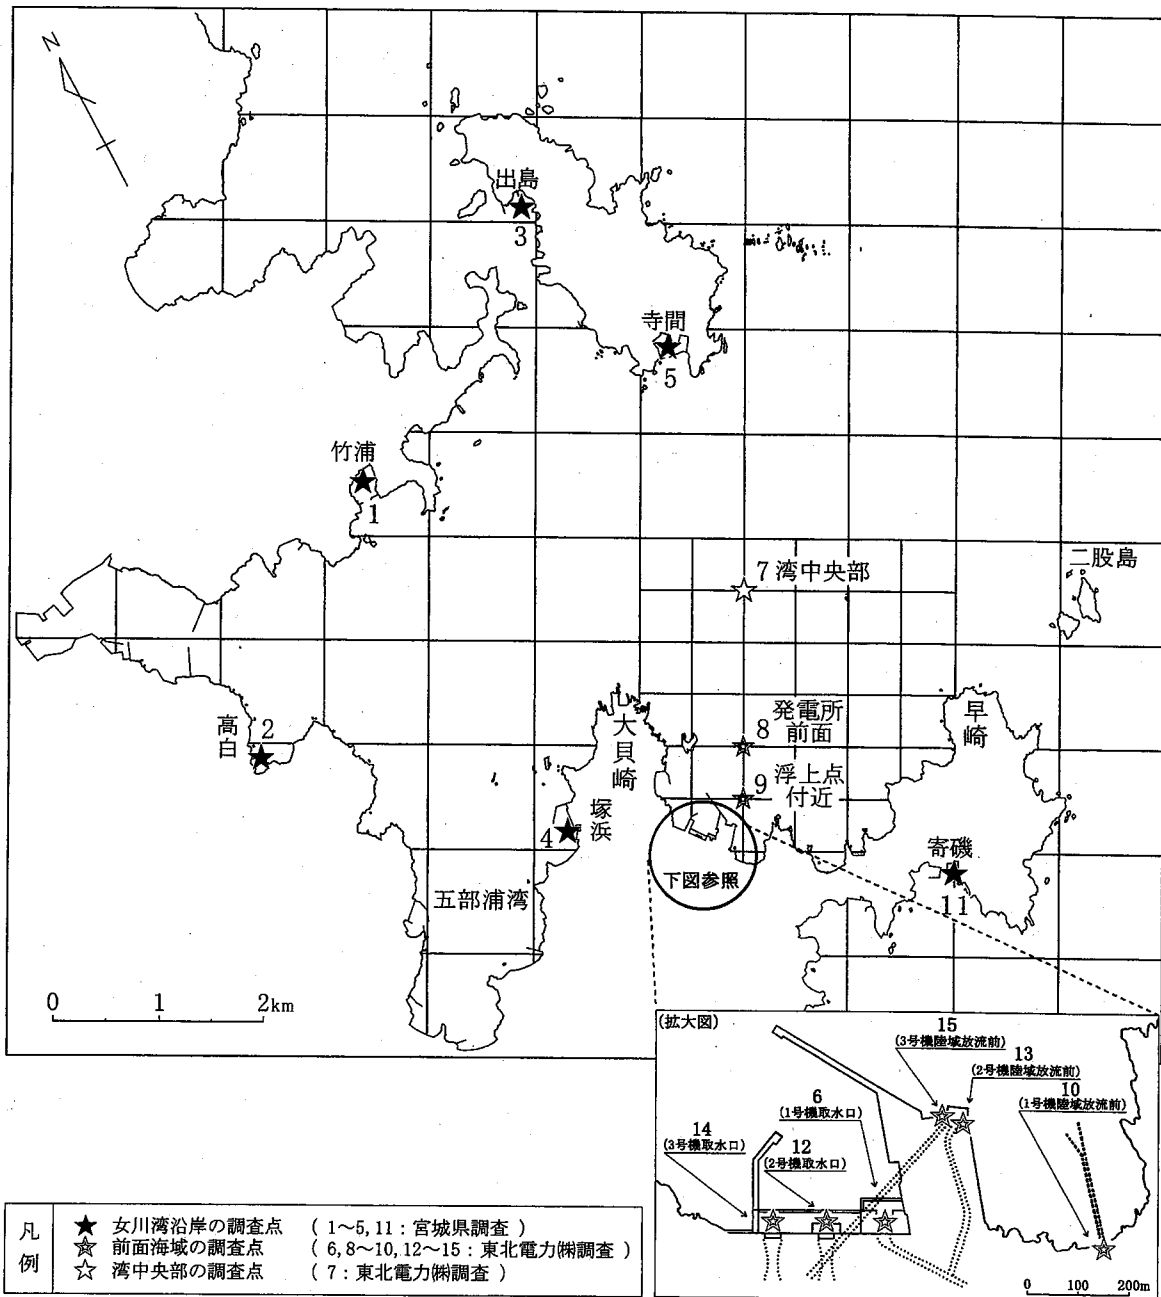 N
出島
3
寺間
5
竹浦
1
7 湾中央部
二股島
高白
2
大貝崎
8
発電所
前面
早崎
9
浮上点
付近
塚浜
4
下図参照
寄磯
11
五部浦湾
0 1 2km
(拡大図)
15
(3号機陸域放流前)
13
(2号機陸域放流前)
10
(1号機陸域放流前)
6
(1号機取水口)
14
(3号機取水口)
12
(2号機取水口)
0 100 200m
凡例
★ 女川湾沿岸の調査点 ( 1~5, 11 : 宮城県調査 )
前面海域の調査点 ( 6, 8~10, 12~15 : 東北電力㈱調査 )
☆ 湾中央部の調査点 ( 7 : 東北電力㈱調査 )